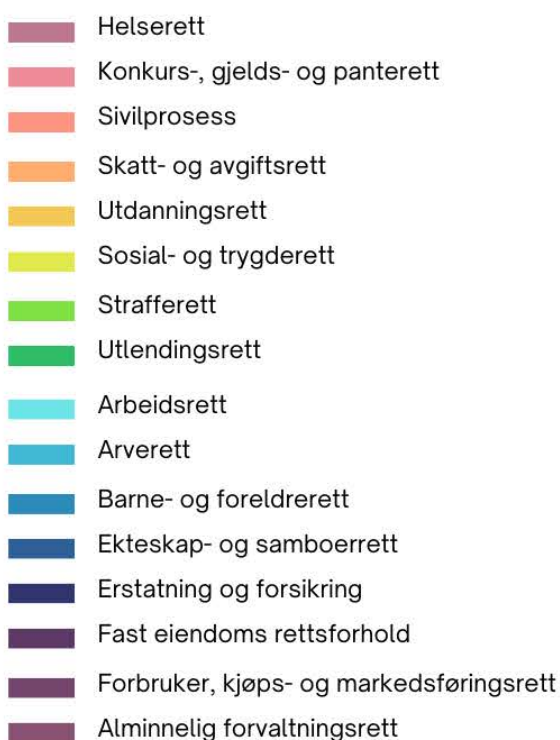 Helserett
Konkurs-, gjelds- og panterett
Sivilprosess
Skatt- og avgiftsrett
Utdanningsrett
Sosial- og trygderett
Strafferett
Utlendingsrett
Arbeidsrett
Arverett
Barne- og foreldrerett
Ekteskap- og samboerrett
Erstatning og forsikring
Fast eiendoms rettsforhold
Forbruker, kjøps- og markedsføringsrett
Alminnelig forvaltningsrett